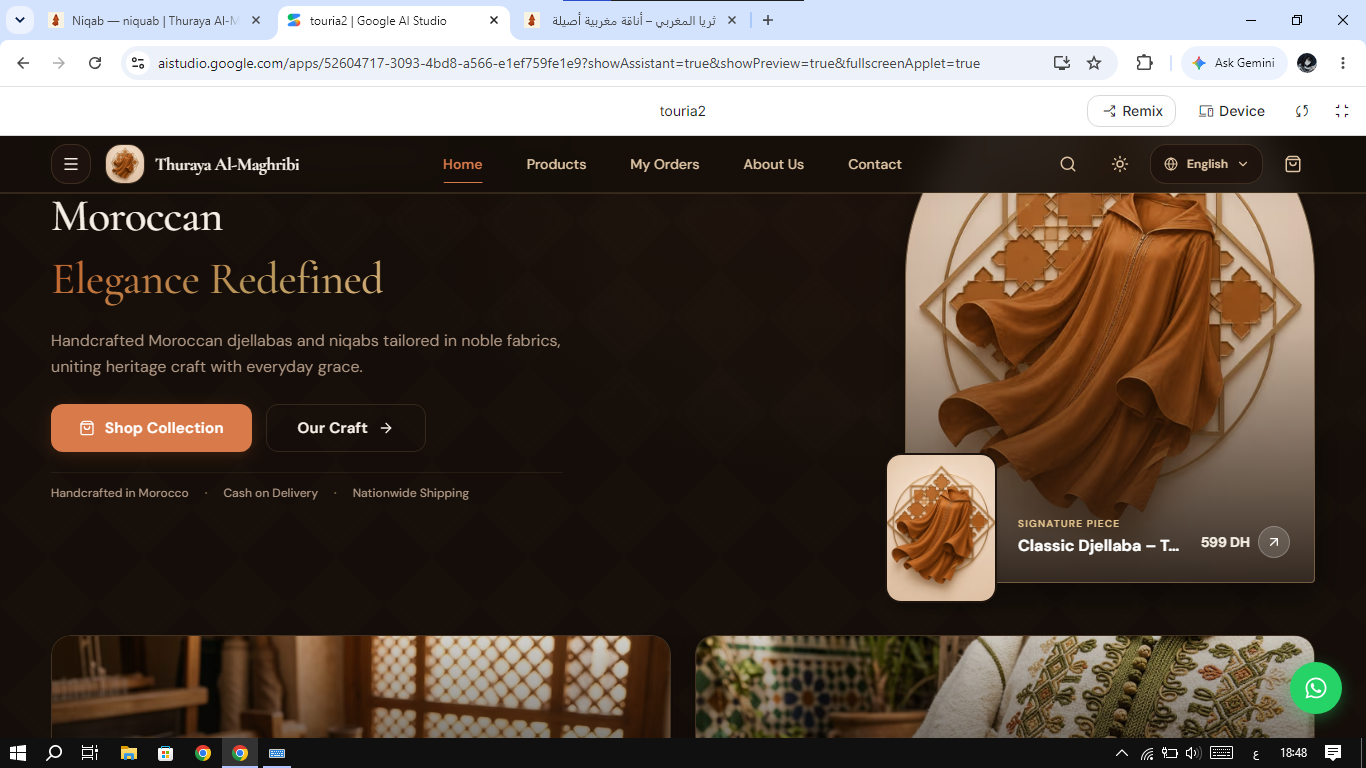 Niqab — niquab | Thuraya Al-M
touria2 | Google AI Studio
ثريا المغربي – أناقة مغربية أصيلة
aistudio.google.com/apps/52604717-3093-4bd8-a566-e1ef759fe1e9?showAssistant=true&showPreview=true&fullscreenApplet=true
Ask Gemini
touria2
Remix
Device
Thuraya Al-Maghribi
Home
Products
My Orders
About Us
Contact
English
Moroccan
Elegance Redefined
Handcrafted Moroccan djellabas and niqabs tailored in noble fabrics,
uniting heritage craft with everyday grace.
Shop Collection
Our Craft
Handcrafted in Morocco · Cash on Delivery · Nationwide Shipping
SIGNATURE PIECE
Classic Djellaba – T...
599 DH
ع
18:48